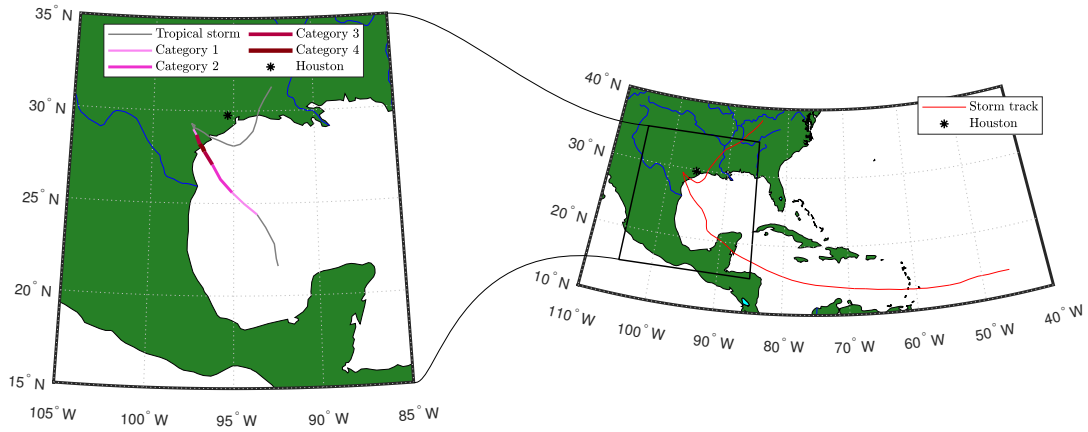 35° N
30° N
25° N
20° N
15° N
105° W
100° W
95° W
90° W
85° W
Tropical storm
Category 1
Category 2
Category 3
Category 4
Houston
40° N
30° N
20° N
10° N
110° W
100° W
90° W
80° W
70° W
60° W
50° W
40° W
Storm track
Houston